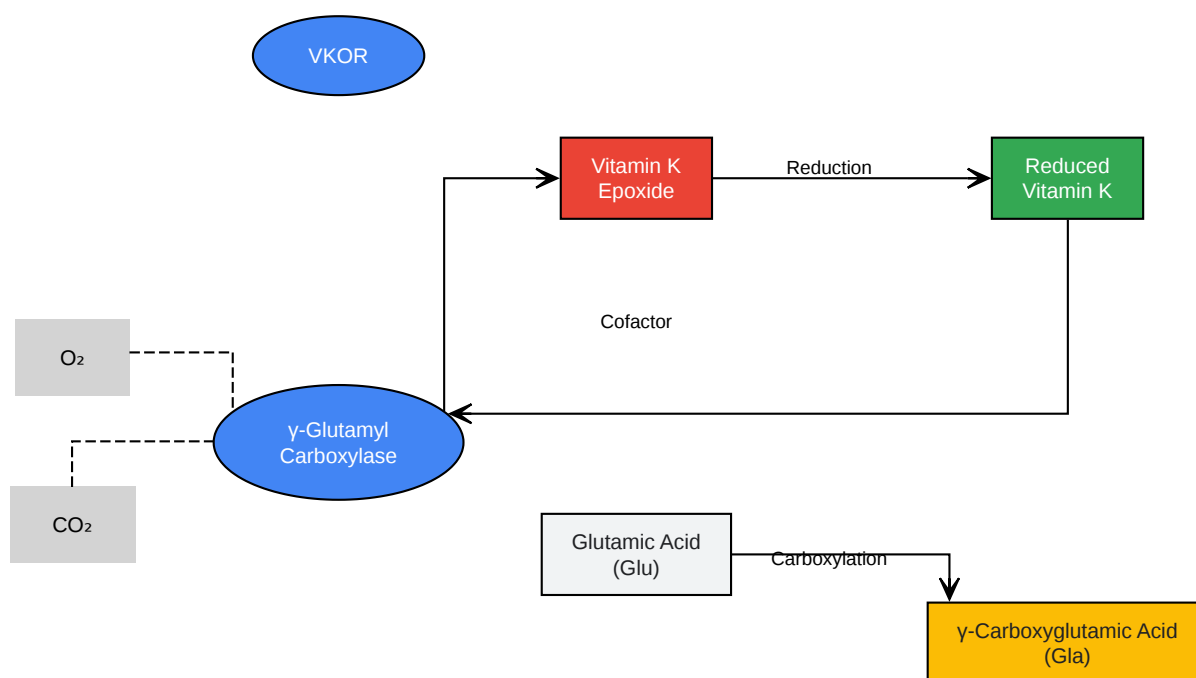 VKOR
Vitamin K
Epoxide
Reduction
Reduced
Vitamin K
Cofactor
O₂
γ-Glutamyl
Carboxylase
CO₂
Glutamic Acid
(Glu)
Carboxylation
γ-Carboxyglutamic Acid
(Gla)